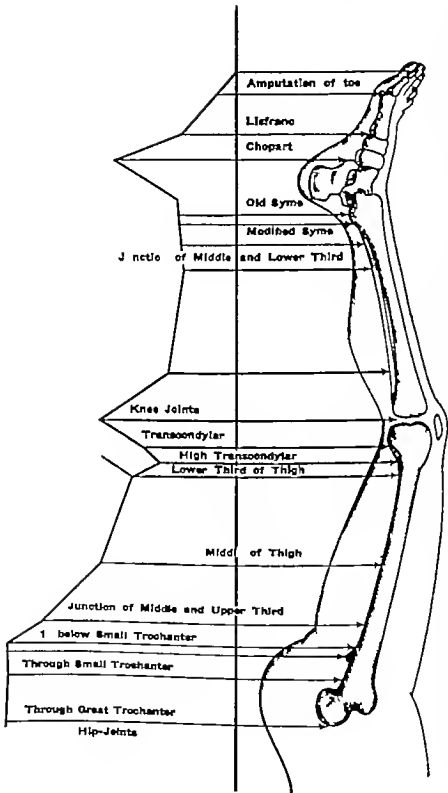 Amputation of toe
Lisfranc
Chopart
Old Syme
Modified Syme
J nctio of Middle and Lower Third
Knee Joints
Transcondylar
High Transcondylar
Lower Third of Thigh
Middl of Thigh
Junction of Middle and Upper Third
1 below Small Trochanter
Through Small Trochanter
Through Great Trochanter
Hip-Joints